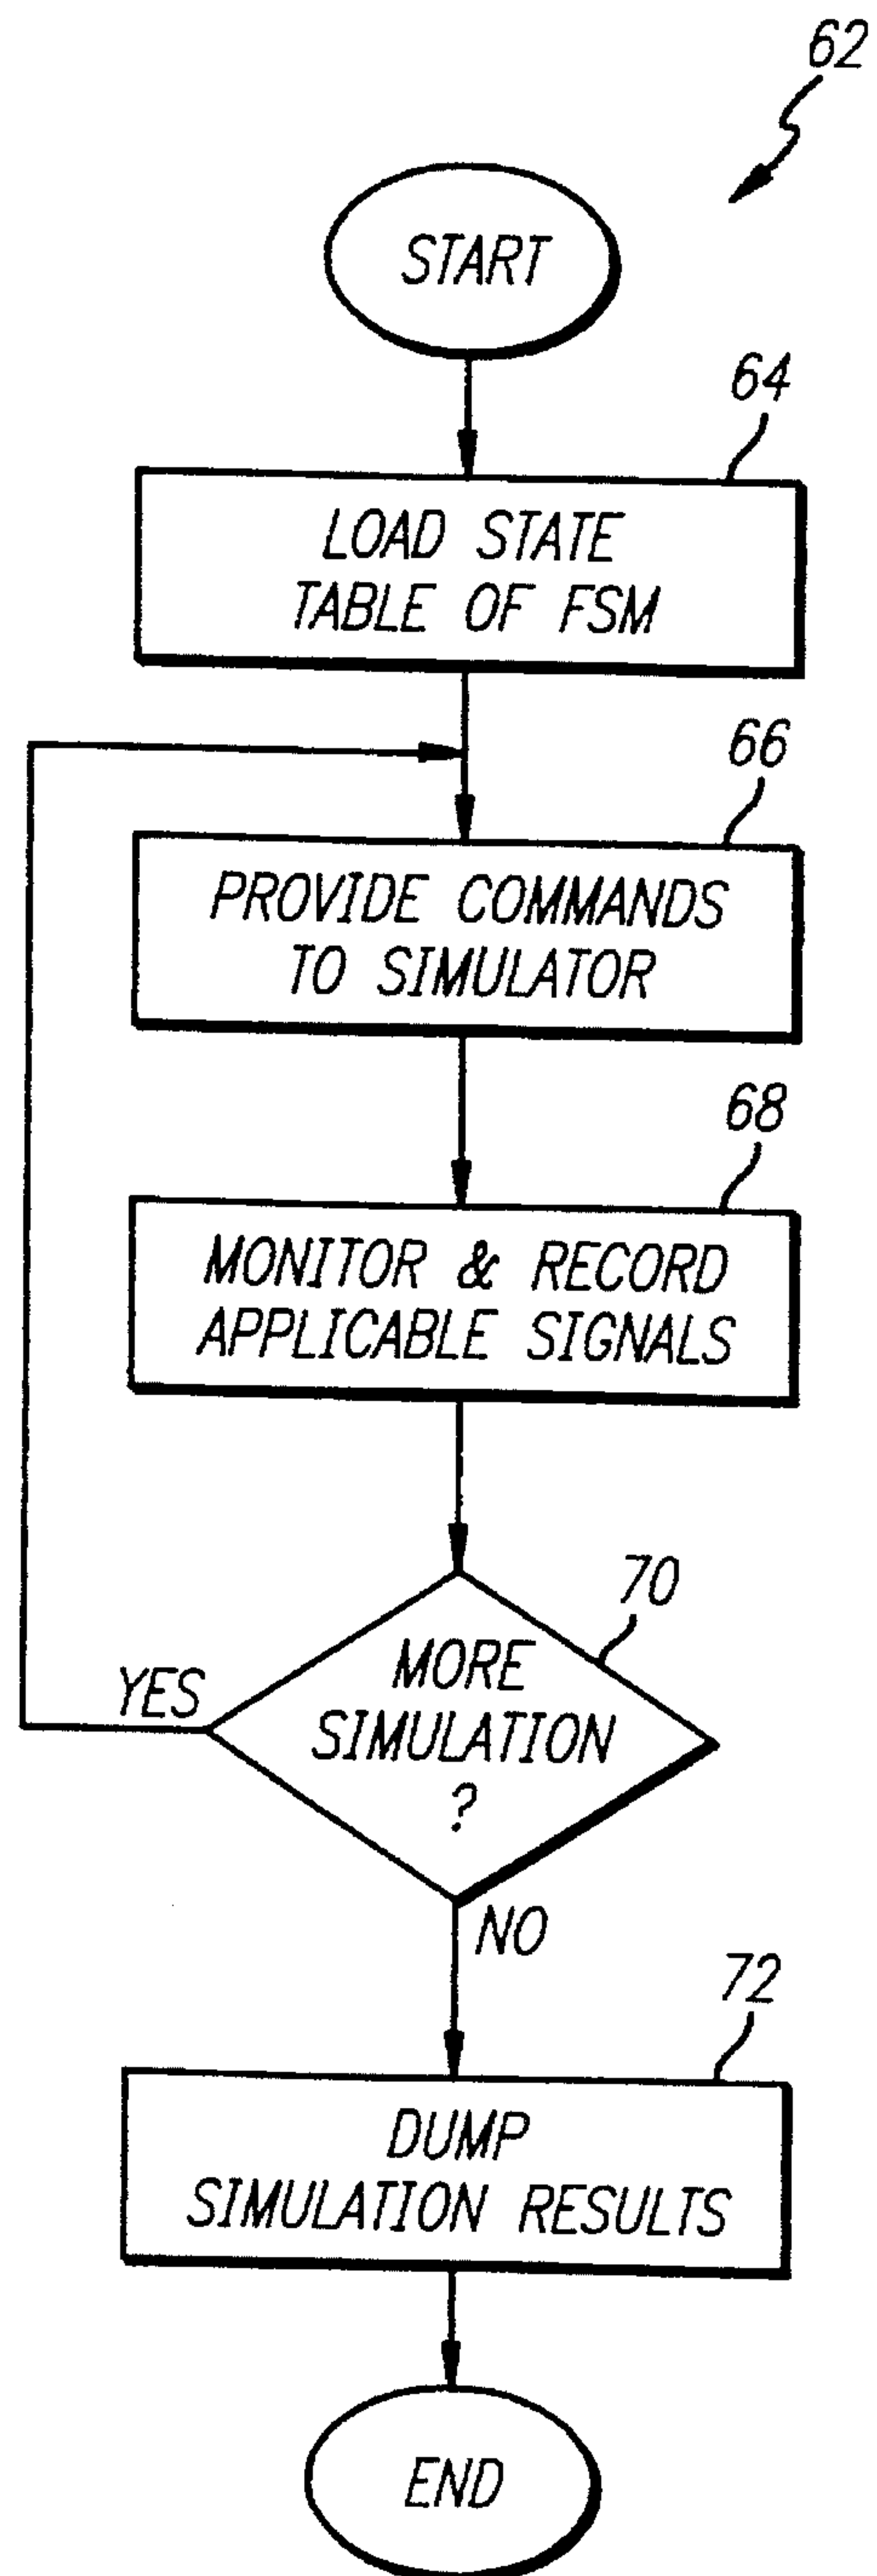 62
START
64
LOAD STATE
TABLE OF FSM
66
PROVIDE COMMANDS
TO SIMULATOR
68
MONITOR & RECORD
APPLICABLE SIGNALS
70
MORE
SIMULATION
?
YES
NO
72
DUMP
SIMULATION RESULTS
END